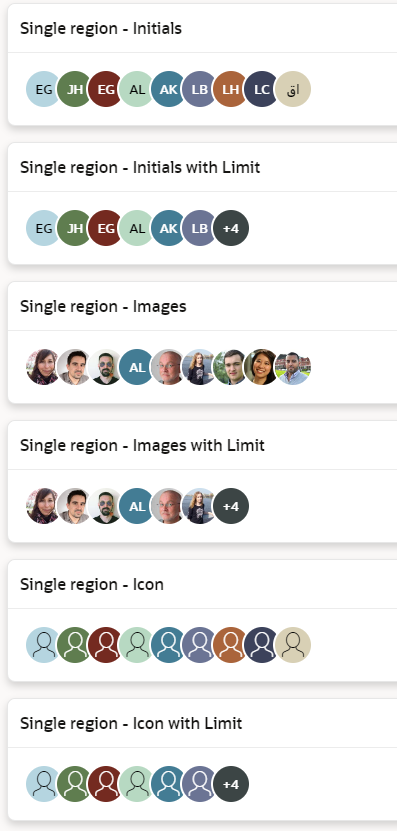 Single region - Initials
EG JH EG AL AK LB LH LC اق
Single region - Initials with Limit
EG JH EG AL AK LB +4
Single region - Images
AL
Single region - Images with Limit
AL +4
Single region - Icon
Single region - Icon with Limit
+4